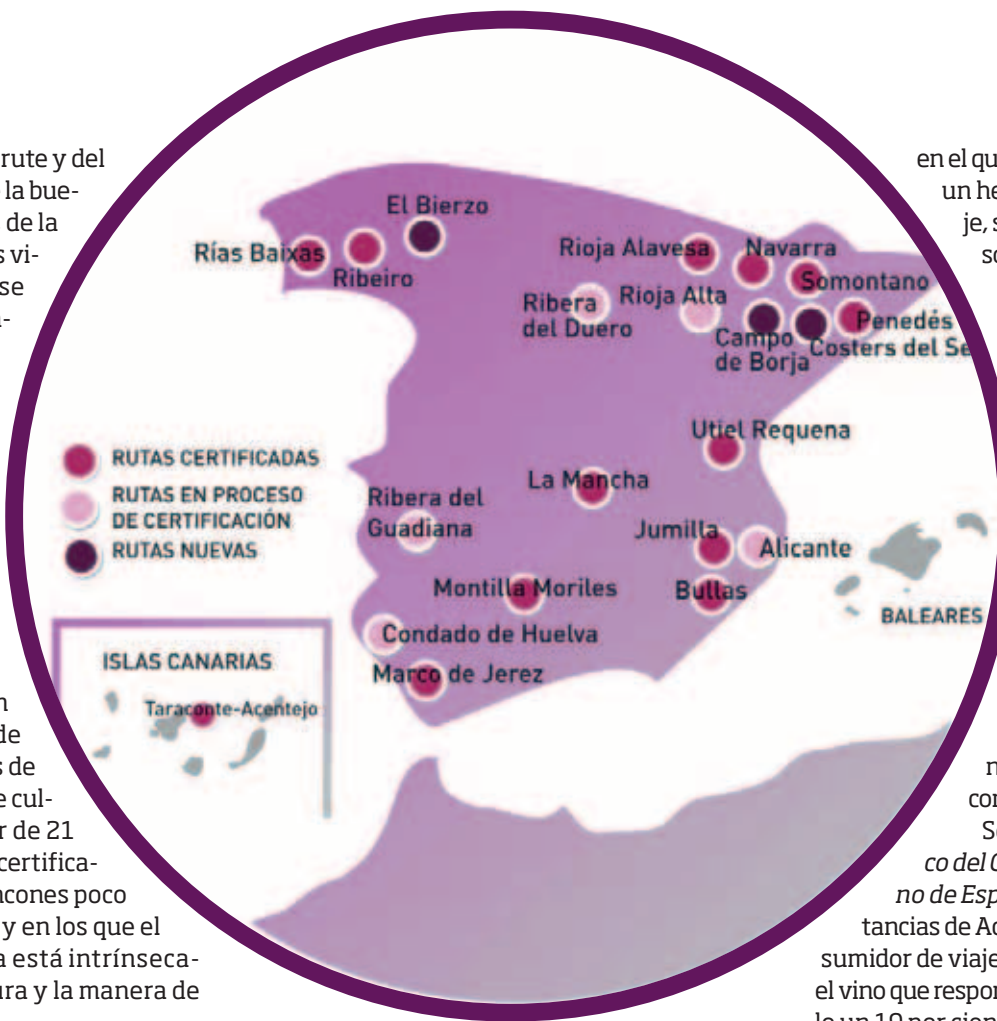 rute y del
la bue-
de la
s vi-
se
en el qu
un he
je, s
so
El Bierzo
Rías Baixas
Ribeiro
Rioja Alavesa
Navarra
Somontano
Ribera
del Duero
Rioja Alta
Campo
de Borja
Penedés
Costers del Se
Utiel Requena
La Mancha
RUTAS CERTIFICADAS
RUTAS EN PROCESO
DE CERTIFICACIÓN
RUTAS NUEVAS
Ribera del
Guadiana
Jumilla
Alicante
Montilla Moriles
Bullas
BALEARES
Condado de Huelva
Marco de Jerez
ISLAS CANARIAS
Taraconte-Acentejo
n
de
s de
e cul-
r de 21
certifica-
ncones poco
y en los que el
a está intrínseca-
ura y la manera de
n
con
S
co del C
no de Esp
tancias de Ac
sumidor de viaje
el vino que respon